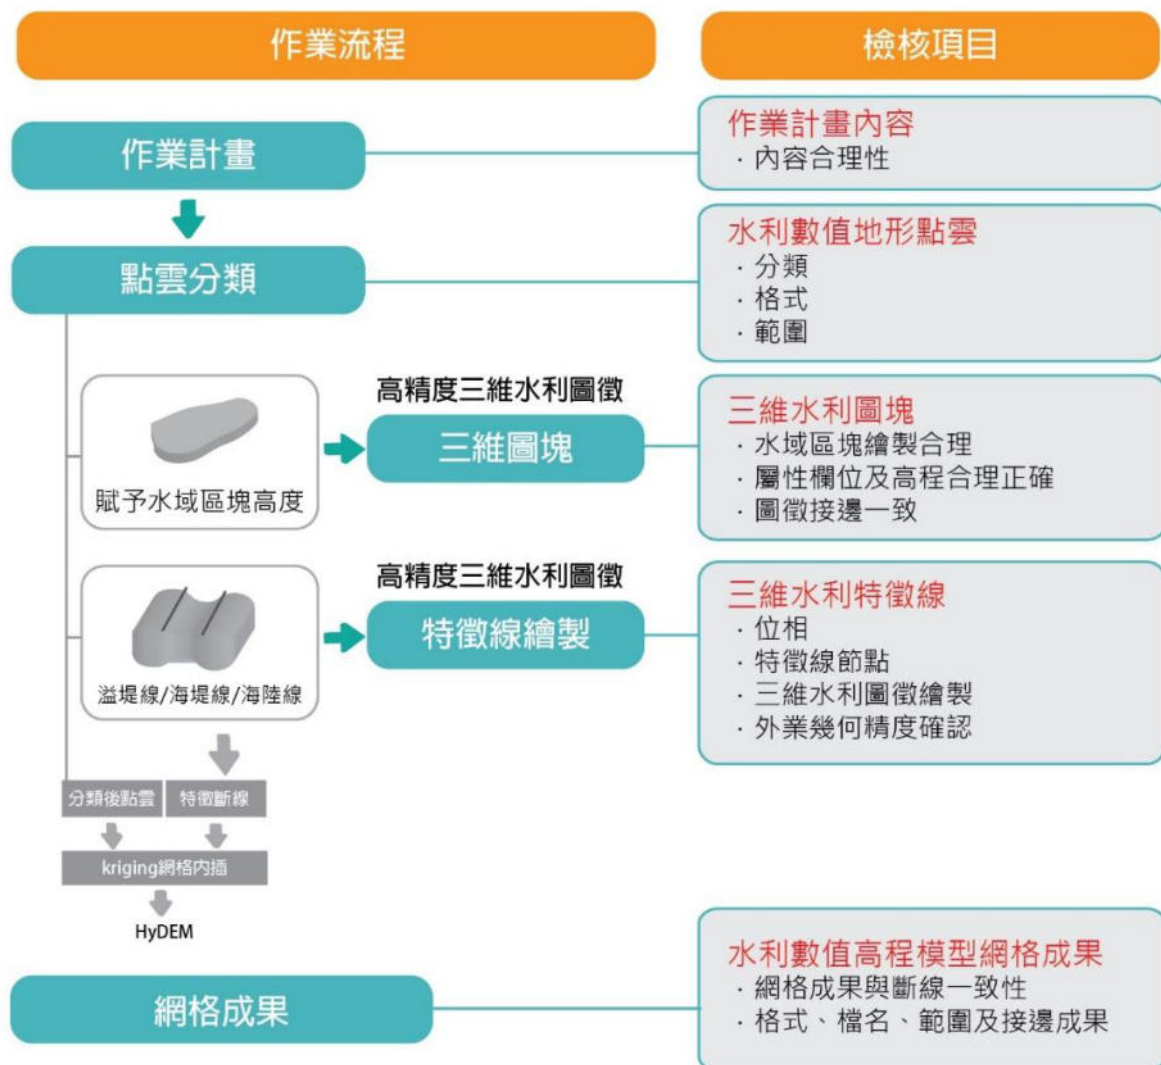 作業流程
檢核項目
作業計畫
作業計畫內容
．內容合理性
點雲分類
水利數值地形點雲
．分類
．格式
．範圍
賦予水域區塊高度
高精度三維水利圖徵
三維圖塊
三維水利圖塊
．水域區塊繪製合理
．屬性欄位及高程合理正確
．圖徵接邊一致
溢堤線/海堤線/海陸線
高精度三維水利圖徵
特徵線繪製
三維水利特徵線
．位相
．特徵線節點
．三維水利圖徵繪製
．外業幾何精度確認
分類後點雲
特徵斷線
kriging網格内插
HyDEM
網格成果
水利數值高程模型網格成果
．網格成果與斷線一致性
．格式、檔名、範圍及接邊成果